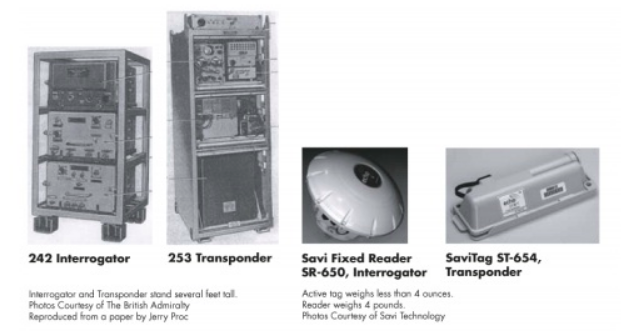 242 Interrogator
253 Transponder
Savi Fixed Reader
SR-650, Interrogator
SaviTag ST-654,
Transponder
Interrogator and Transponder stand several feet tall.
Photos Courtesy of The British Admiralty
Reproduced from a paper by Jerry Proc
Active tag weighs less than 4 ounces.
Reader weighs 4 pounds.
Photos Courtesy of Savi Technology